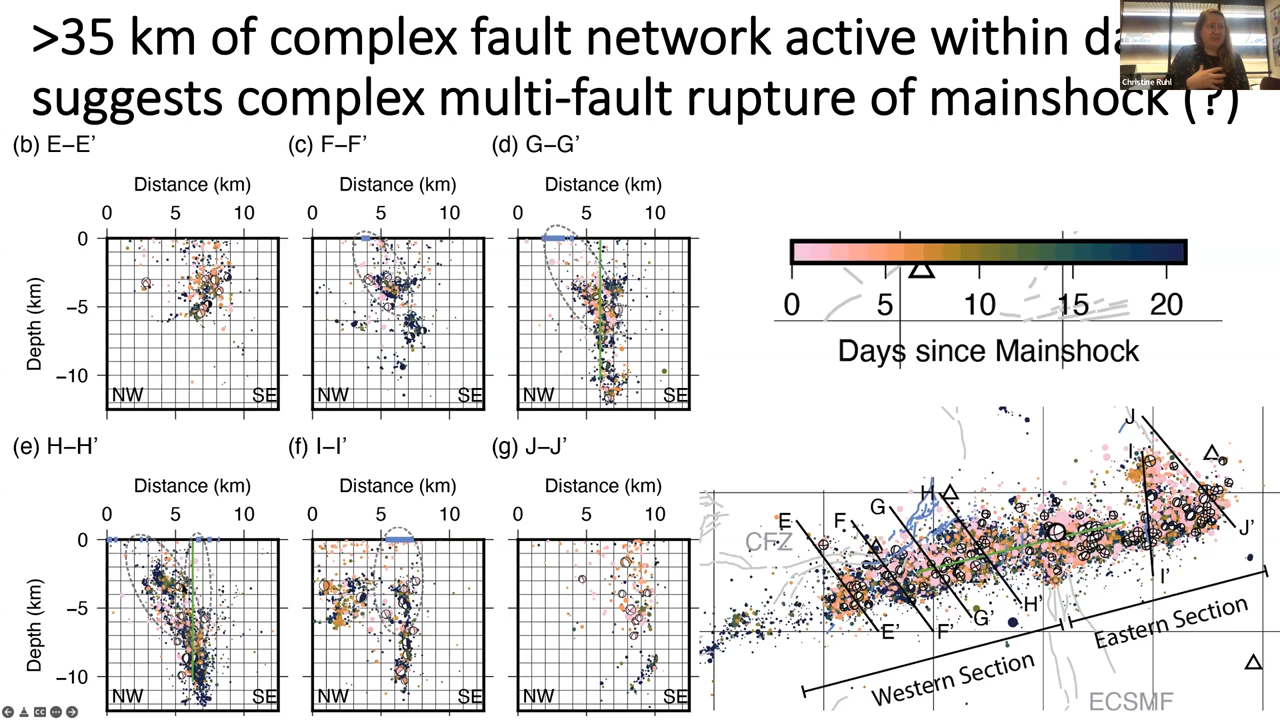 >35 km of complex fault network active within da
suggests complex multi-fault rupture of mainshock (?)
Christine Ruhl
(b) E–E’
(c) F–F’
(d) G–G’
Distance (km)
Distance (km)
Distance (km)
0 5 10
0 5 10
0 5 10
Depth (km)
0
−5
−10
NW SE
NW SE
NW SE
0 5 10 15 20
Days since Mainshock
(e) H–H’
(f) I–I’
(g) J–J’
Distance (km)
Distance (km)
Distance (km)
0 5 10
0 5 10
0 5 10
Depth (km)
0
−5
−10
NW SE
NW SE
NW SE
J
I
H
G
F
E
CFZ
J’
I’
H’
G’
F’
E’
Western Section
Eastern Section
ECSMF
CC